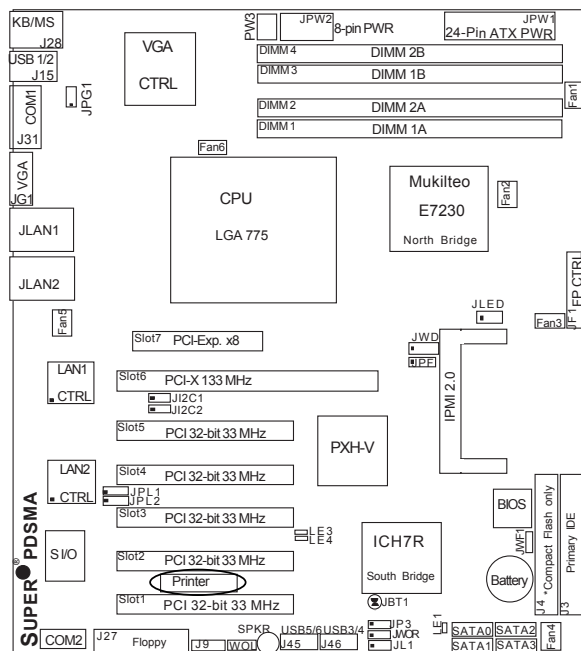 KB/MS
J28
USB 1/2
J15
JPG1
COM1
J31
VGA
JG1
JLAN1
JLAN2
Fan5
VGA
CTRL
PW3
JPW2
8-pin PWR
JPW1
24-Pin ATX PWR
DIMM 4 DIMM 2B
DIMM 3 DIMM 1B
DIMM 2 DIMM 2A
DIMM 1 DIMM 1A
Fan1
Fan6
CPU
LGA 775
Mukilteo
E7230
North Bridge
Fan2
FP CTRL
JF1
JLED
Fan3
JWD
JPF
IPMI 2.0
Slot7 PCI-Exp. x8
LAN1
CTRL
Slot6 PCI-X 133 MHz
JI2C1
JI2C2
Slot5
PCI 32-bit 33 MHz
PXH-V
LAN2
CTRL
Slot4
PCI 32-bit 33 MHz
JPL1
JPL2
Slot3
PCI 32-bit 33 MHz
LE3
LE4
BIOS
JWF1
J4 *Compact Flash only
J3 Primary IDE
SUPER® PDSMA
S I/O
Slot2
PCI 32-bit 33 MHz
Printer
Slot1
PCI 32-bit 33 MHz
ICH7R
South Bridge
Battery
JBT1
COM2
J27
Floppy
J9
WOL
SPKR
USB5/6
J45
USB3/4
J46
JP3
JWOR
JL1
LE1
SATA0
SATA2
SATA1
SATA3
Fan4